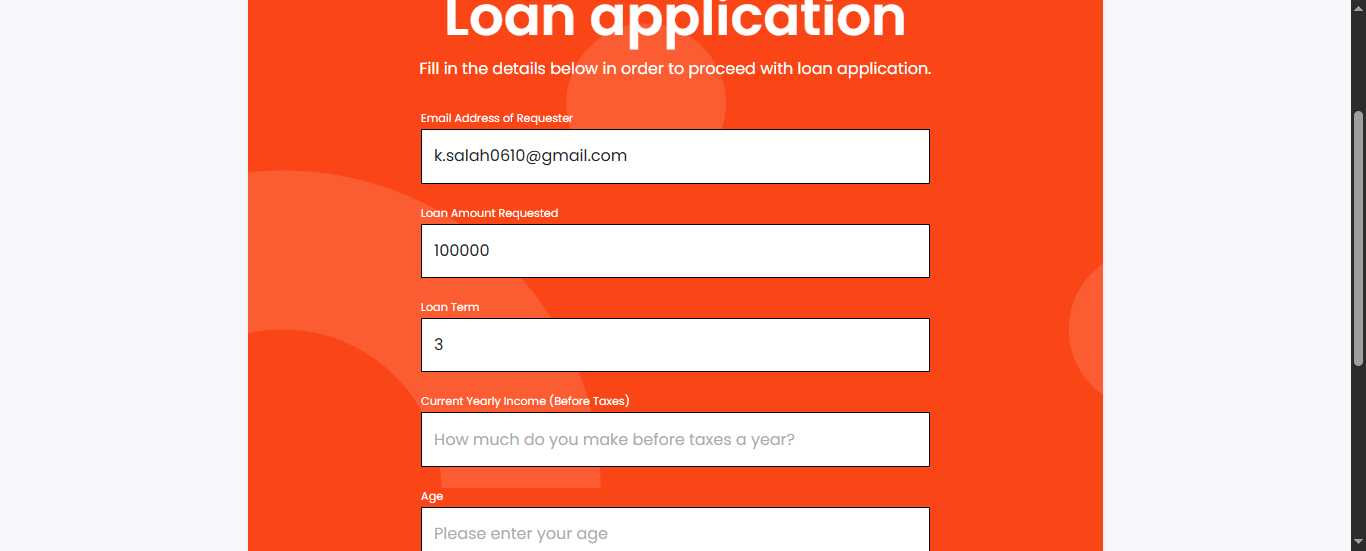 Loan application
Fill in the details below in order to proceed with loan application.
Email Address of Requester
k.salah0610@gmail.com
Loan Amount Requested
100000
Loan Term
3
Current Yearly Income (Before Taxes)
How much do you make before taxes a year?
Age
Please enter your age